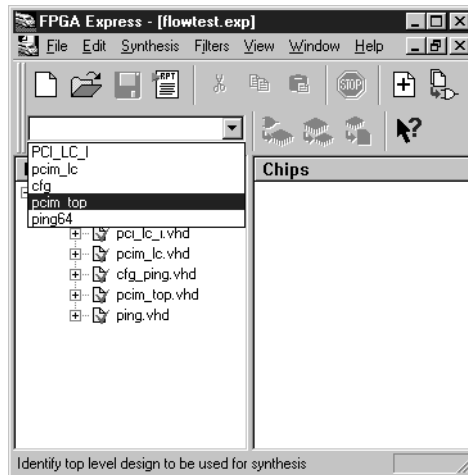 FPGA Express - [flowtest.exp]
File Edit Synthesis Filters View Window Help
RPT STOP
PCI_LC_I
pcim_lc
cfg
pcim_top
ping64
Chips
pci_lc_i.vhd
pcim_lc.vhd
cfg_ping.vhd
pcim_top.vhd
ping.vhd
Identify top level design to be used for synthesis